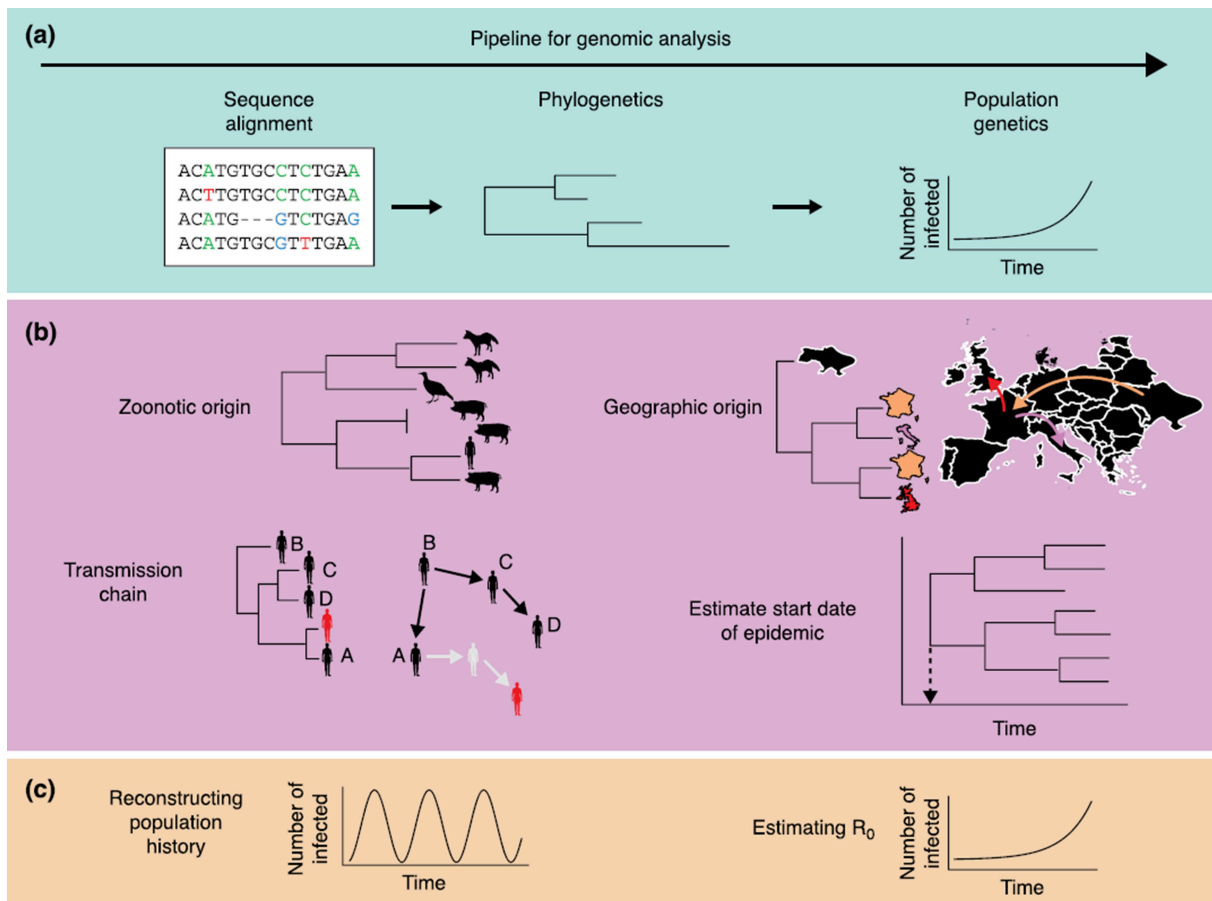 (a)
Pipeline for genomic analysis
Sequence
alignment
Phylogenetics
Population
genetics
ACATGTGCCTCTGAA
ACTTGTGCCTCTGAA
ACATG---GTCTGAG
ACATGTGCGTTTGAA
Number of
infected
Time
(b)
Zoonotic origin
Geographic origin
Transmission
chain
B
C
D
A
B
C
D
A
Estimate start date
of epidemic
Time
(c)
Reconstructing
population
history
Number of
infected
Time
Estimating R₀
Number of
infected
Time